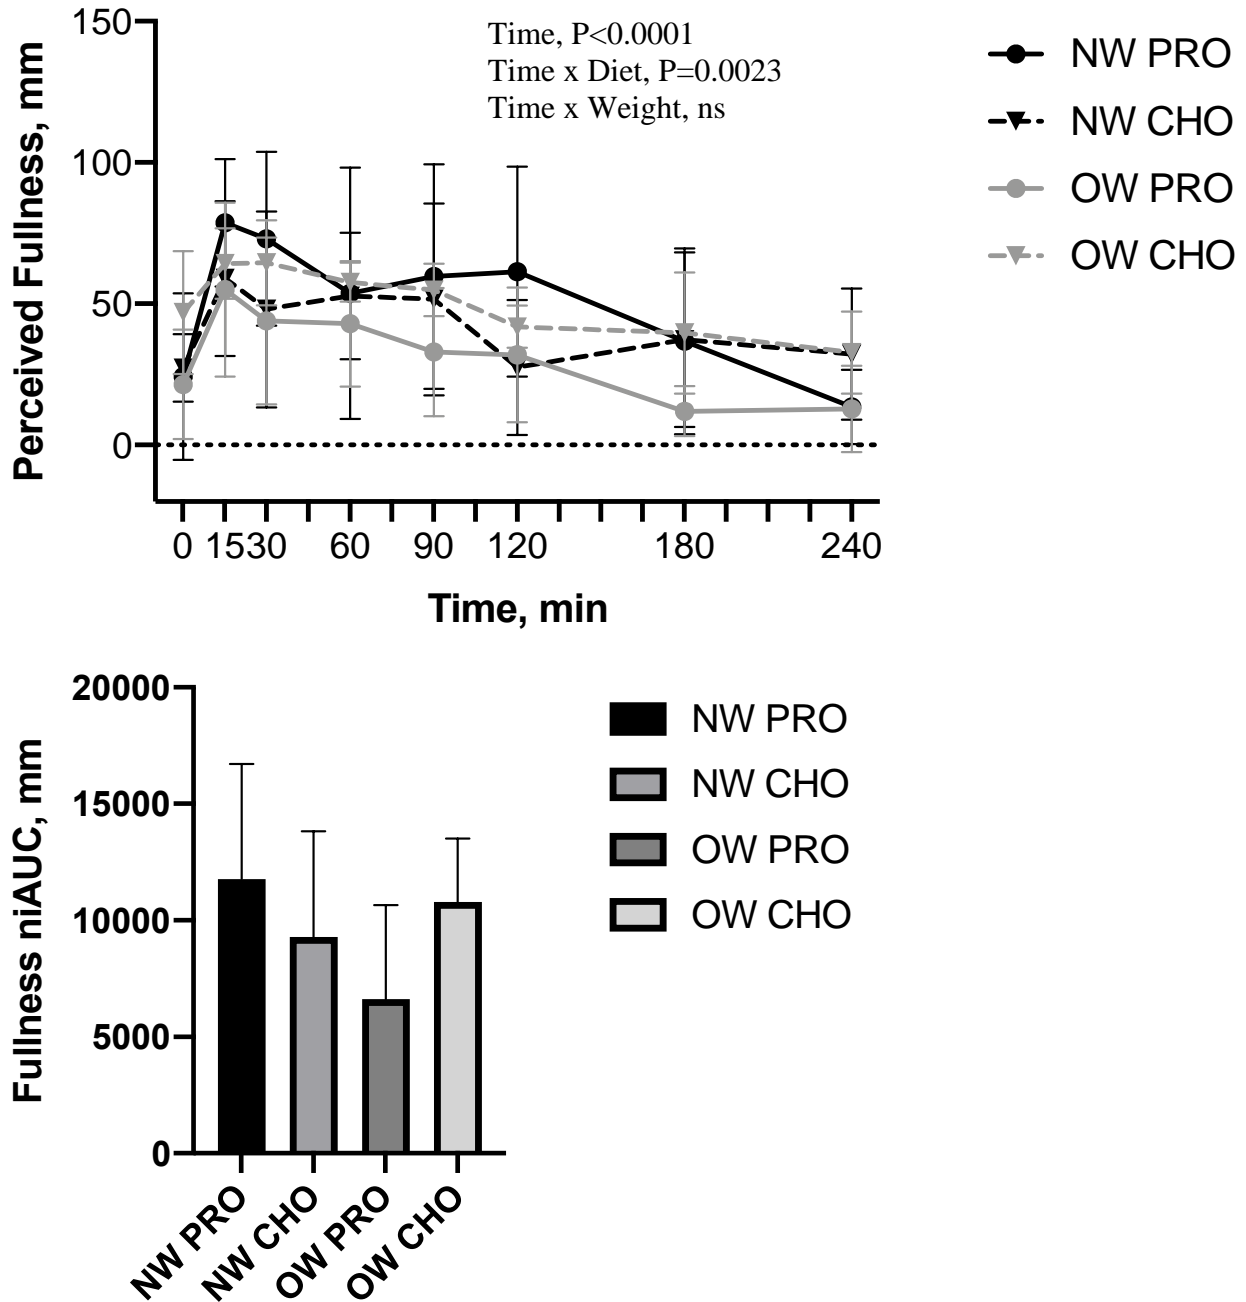 150
100
50
0
Perceived Fullness, mm
Time, P<0.0001
Time x Diet, P=0.0023
Time x Weight, ns
NW PRO
NW CHO
OW PRO
OW CHO
0 15 30 60 90 120 180 240
Time, min
20000
15000
10000
5000
0
Fullness niAUC, mm
NW PRO
NW CHO
OW PRO
OW CHO
NW PRO
NW CHO
OW PRO
OW CHO